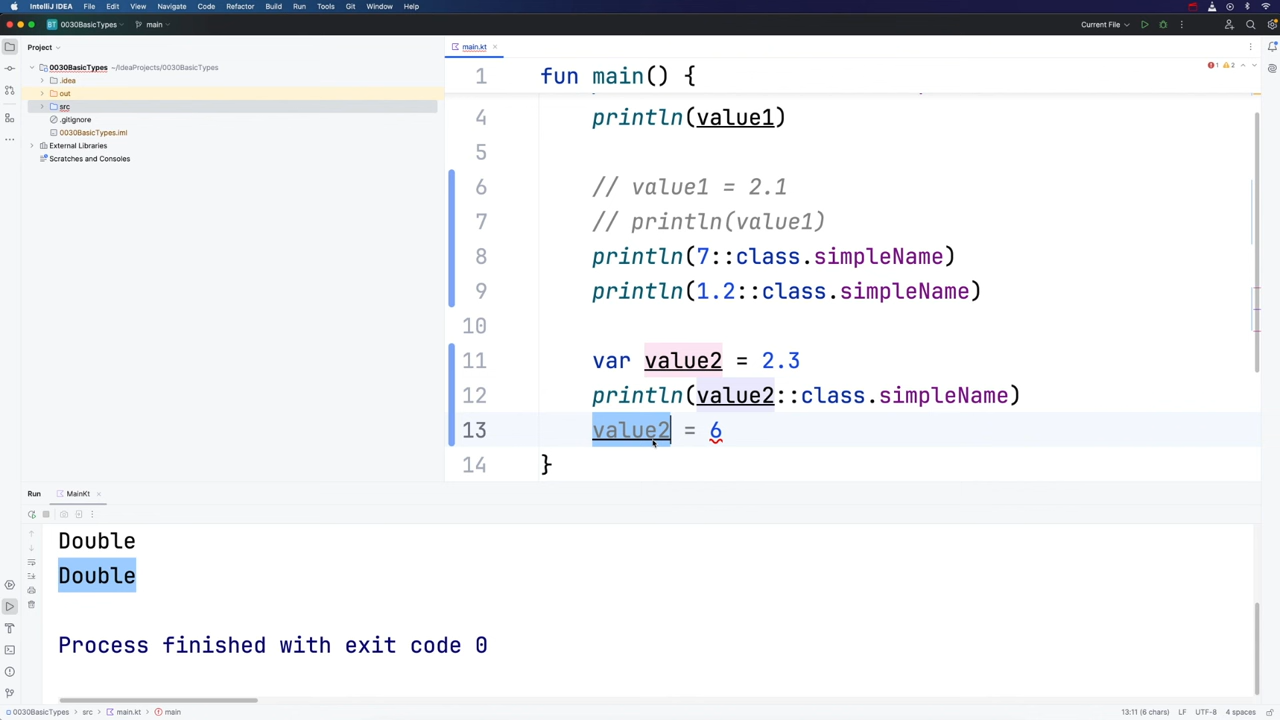 IntelliJ IDEA File Edit View Navigate Code Refactor Build Run Tools Git Window Help
BT 0030BasicTypes main Current File
Project main.kt
1 fun main() { 1 2
0030BasicTypes ~/IdeaProjects/0030BasicTypes
.idea
out
src
.gitignore
0030BasicTypes.iml
External Libraries
Scratches and Consoles
4 println(value1)
5
6 // value1 = 2.1
7 // println(value1)
8 println(7::class.simpleName)
9 println(1.2::class.simpleName)
10
11 var value2 = 2.3
12 println(value2::class.simpleName)
13 value2 = 6
14 }
Run MainKt
Double
Double
Process finished with exit code 0
0030BasicTypes src main.kt main 13:11 (6 chars) LF UTF-8 4 spaces